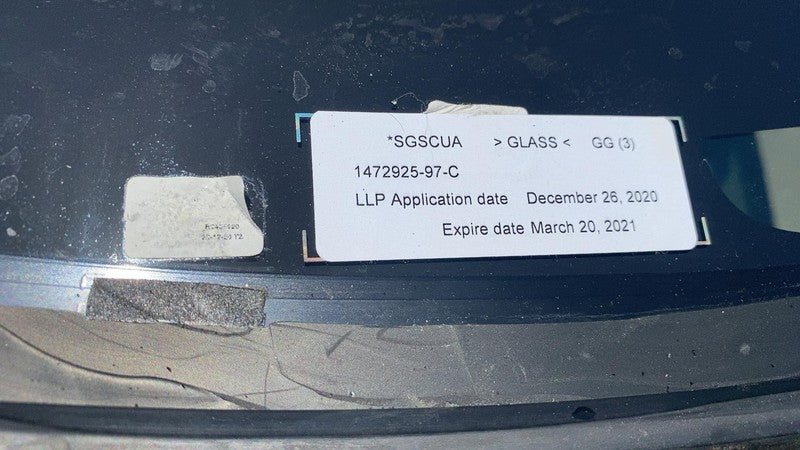 *SGSCUA > GLASS < GG (3)
1472925-97-C
LLP Application date December 26, 2020
Expire date March 20, 2021